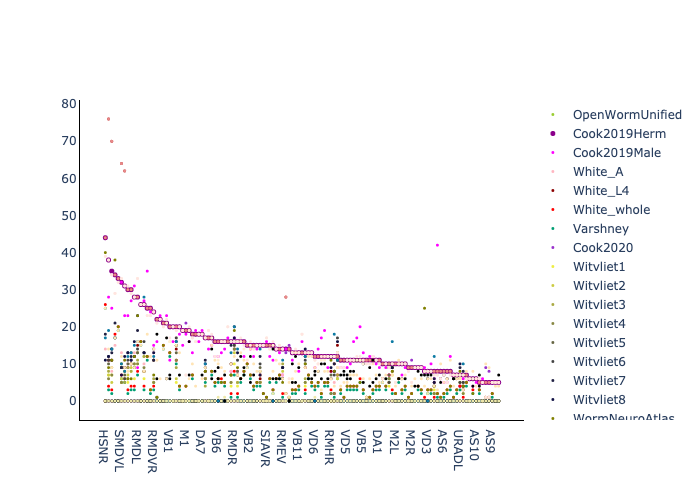 80
70
60
50
40
30
20
10
0
HSNR
SMDVL
RMDL
RMDVR
VB1
M1
DA7
VB6
RMDR
VB2
SIAVR
RMEV
VB11
VD6
RMHR
VD5
VB5
DA1
M2L
M2R
VD3
AS6
URADL
AS10
AS9
OpenWormUnified
Cook2019Herm
Cook2019Male
White_A
White_L4
White_whole
Varshney
Cook2020
Witvliet1
Witvliet2
Witvliet3
Witvliet4
Witvliet5
Witvliet6
Witvliet7
Witvliet8
WormNeuroAtlas